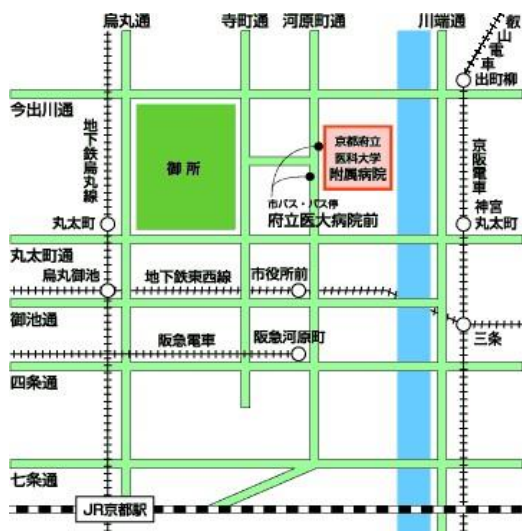 烏丸通
寺町通
河原町通
川端通
叡山電車
出町柳
今出川通
地下鉄烏丸線
御所
京都府立
医科大学
附属病院
市バス・バス停
府立医大病院前
京阪電車
神宮
丸太町
丸太町
丸太町通
烏丸御池
地下鉄東西線
市役所前
御池通
三条
阪急電車
阪急河原町
四条通
七条通
JR京都駅